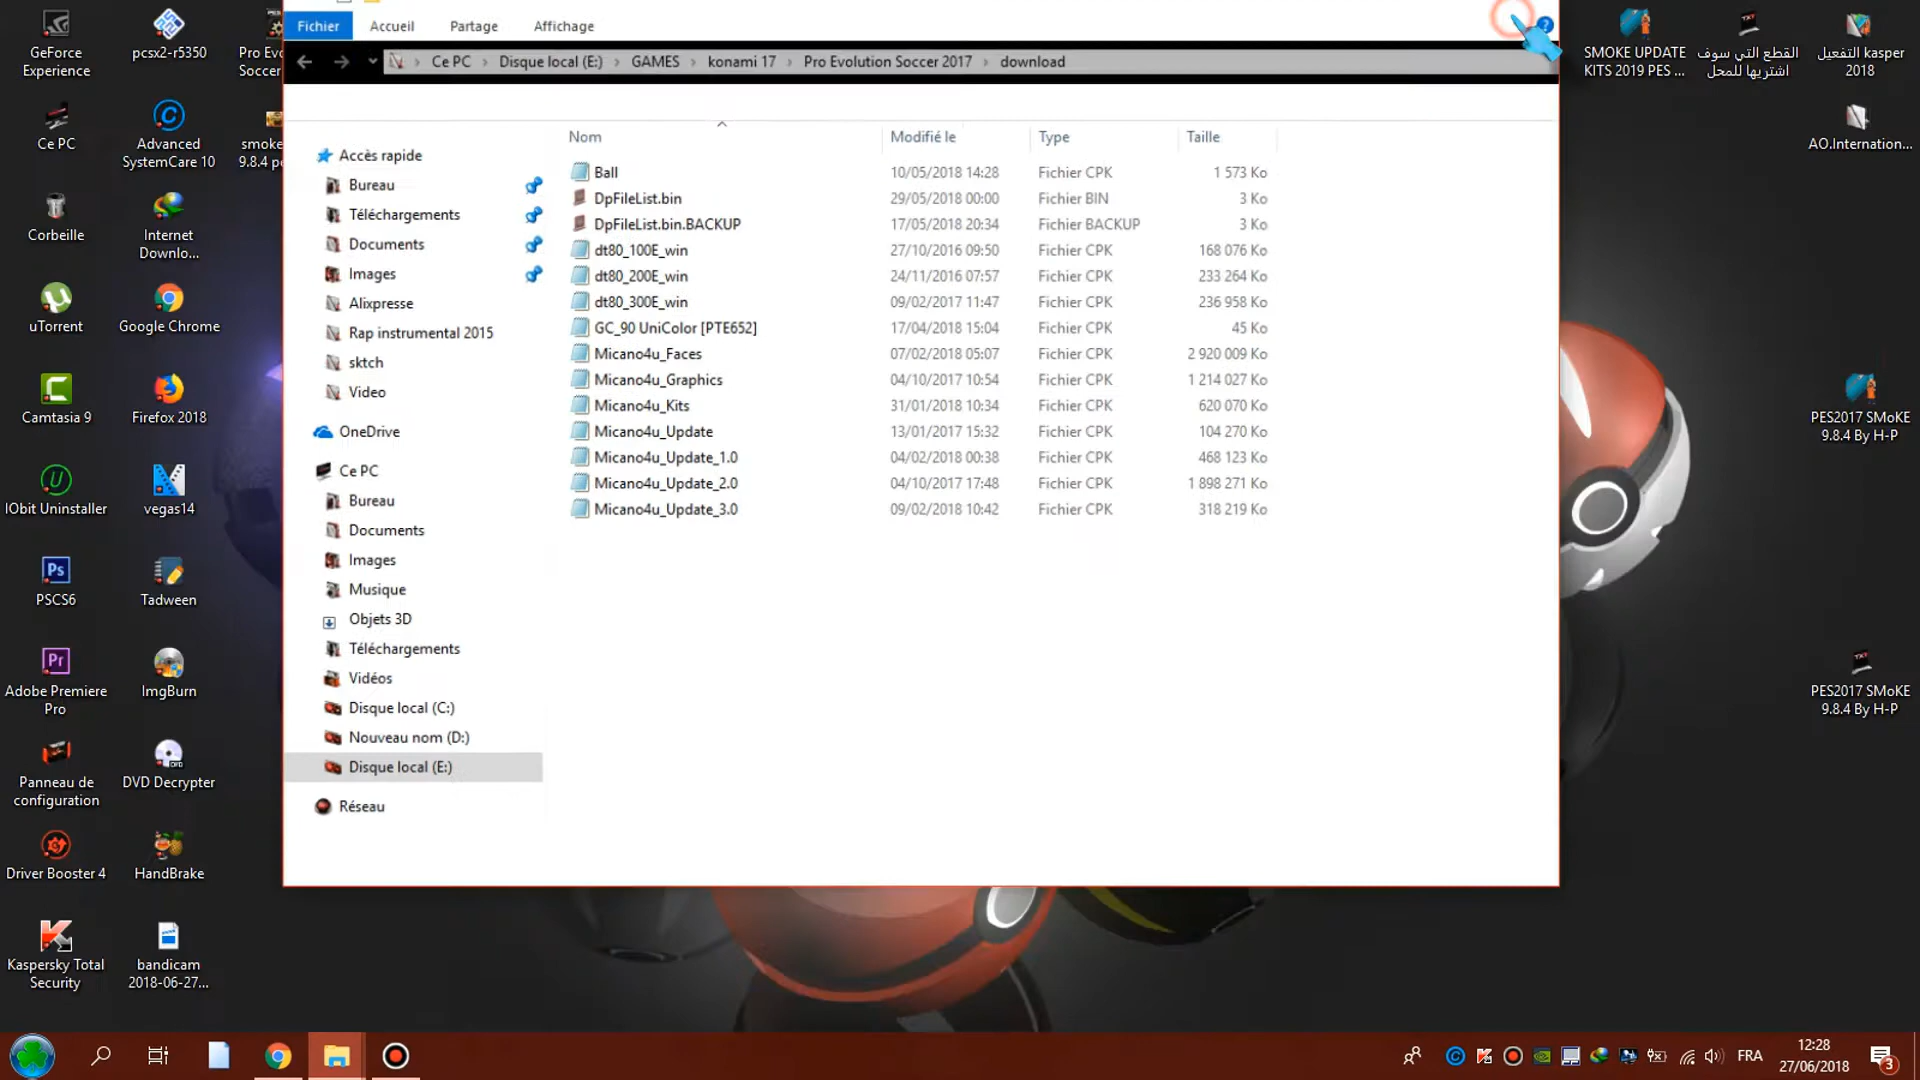 GeForce
Experience
pcsx2-r5350
Pro Evo
Soccer
Ce PC
Advanced
SystemCare 10
smoke
9.8.4 pe
Corbeille
Internet
Downlo...
uTorrent
Google Chrome
Camtasia 9
Firefox 2018
IObit Uninstaller
vegas14
PSCS6
Tadween
Adobe Premiere
Pro
ImgBurn
Panneau de
configuration
DVD Decrypter
Driver Booster 4
HandBrake
Kaspersky Total
Security
bandicam
2018-06-27...
Fichier
Accueil
Partage
Affichage
Ce PC > Disque local (E:) > GAMES > konami 17 > Pro Evolution Soccer 2017 > download
Accès rapide
Bureau
Téléchargements
Documents
Images
Alixpresse
Rap instrumental 2015
sktch
Video
OneDrive
Ce PC
Bureau
Documents
Images
Musique
Objets 3D
Téléchargements
Vidéos
Disque local (C:)
Nouveau nom (D:)
Disque local (E:)
Réseau
Nom Modifié le Type Taille
Ball 10/05/2018 14:28 Fichier CPK 1 573 Ko
DpFileList.bin 29/05/2018 00:00 Fichier BIN 3 Ko
DpFileList.bin.BACKUP 17/05/2018 20:34 Fichier BACKUP 3 Ko
dt80_100E_win 27/10/2016 09:50 Fichier CPK 168 076 Ko
dt80_200E_win 24/11/2016 07:57 Fichier CPK 233 264 Ko
dt80_300E_win 09/02/2017 11:47 Fichier CPK 236 958 Ko
GC_90 UniColor [PTE652] 17/04/2018 15:04 Fichier CPK 45 Ko
Micano4u_Faces 07/02/2018 05:07 Fichier CPK 2 920 009 Ko
Micano4u_Graphics 04/10/2017 10:54 Fichier CPK 1 214 027 Ko
Micano4u_Kits 31/01/2018 10:34 Fichier CPK 620 070 Ko
Micano4u_Update 13/01/2017 15:32 Fichier CPK 104 270 Ko
Micano4u_Update_1.0 04/02/2018 00:38 Fichier CPK 468 123 Ko
Micano4u_Update_2.0 04/10/2017 17:48 Fichier CPK 1 898 271 Ko
Micano4u_Update_3.0 09/02/2018 10:42 Fichier CPK 318 219 Ko
SMOKE UPDATE
KITS 2019 PES ...
القطع التي سوف
اشتريها للمحل
التفعيل kasper
2018
AO.Internation...
PES2017 SMoKE
9.8.4 By H-P
PES2017 SMoKE
9.8.4 By H-P
FRA
12:28
27/06/2018
3